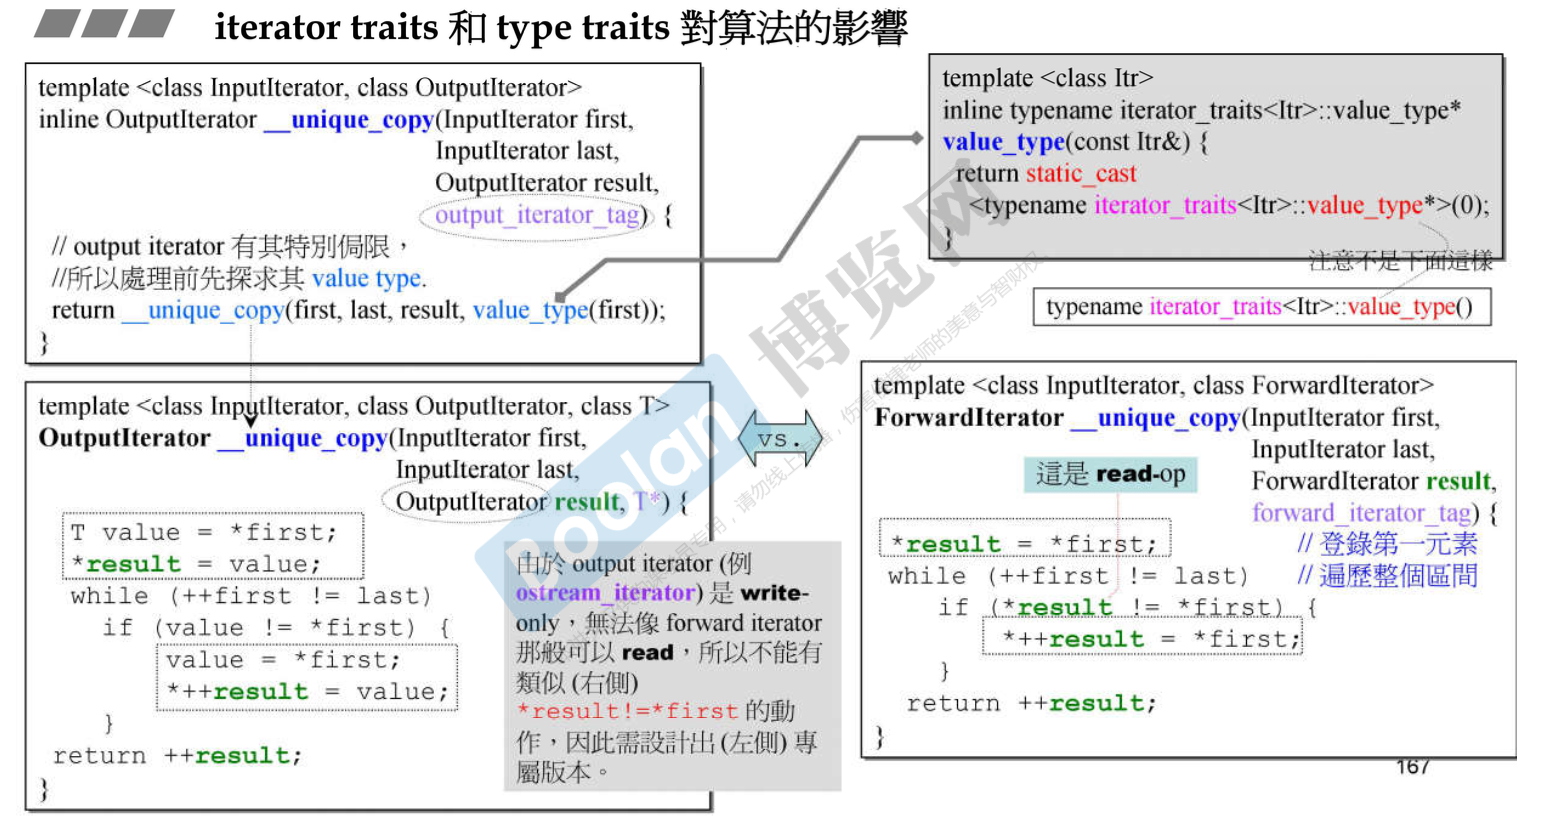 iterator traits 和 type traits 對算法的影響
template <class InputIterator, class OutputIterator>
inline OutputIterator __unique_copy(InputIterator first,
InputIterator last,
OutputIterator result,
output_iterator_tag) {
// output iterator 有其特別侷限，
//所以處理前先探求其 value type.
return __unique_copy(first, last, result, value_type(first));
}
template <class Itr>
inline typename iterator_traits<Itr>::value_type*
value_type(const Itr&) {
return static_cast
<typename iterator_traits<Itr>::value_type*>(0);
}
注意不是下面這樣
typename iterator_traits<Itr>::value_type()
template <class InputIterator, class OutputIterator, class T>
OutputIterator __unique_copy(InputIterator first,
InputIterator last,
OutputIterator result, T*) {
T value = *first;
*result = value;
while (++first != last)
if (value != *first) {
value = *first;
*++result = value;
}
return ++result;
}
vs.
由於 output iterator (例
ostream_iterator) 是 write-
only，無法像 forward iterator
那般可以 read，所以不能有
類似 (右側)
*result!=*first 的動
作，因此需設計出 (左側) 專
屬版本。
template <class InputIterator, class ForwardIterator>
ForwardIterator __unique_copy(InputIterator first,
InputIterator last,
ForwardIterator result,
forward_iterator_tag) {
這是 read-op
*result = *first; // 登錄第一元素
while (++first != last) // 遍歷整個區間
if (*result != *first) {
*++result = *first;
}
return ++result;
}
167
Boolan 博览网